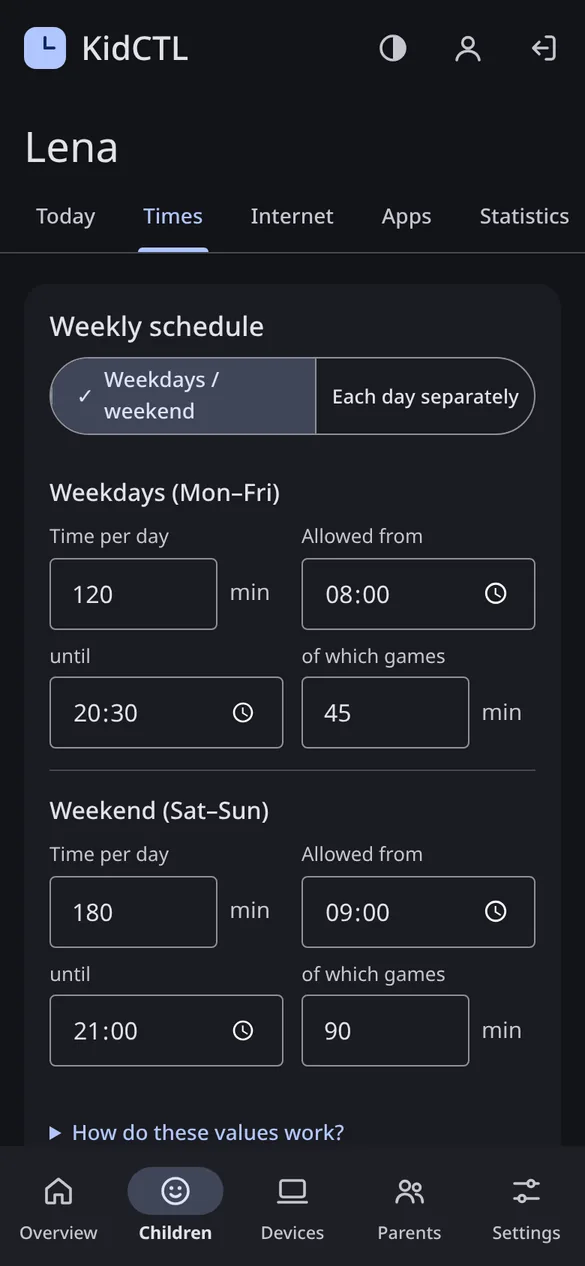 KidCTL
Lena
Today Times Internet Apps Statistics
Weekly schedule
✓ Weekdays /
weekend
Each day separately
Weekdays (Mon–Fri)
Time per day Allowed from
120 min 08:00
until of which games
20:30 45 min
Weekend (Sat–Sun)
Time per day Allowed from
180 min 09:00
until of which games
21:00 90 min
How do these values work?
Overview Children Devices Parents Settings